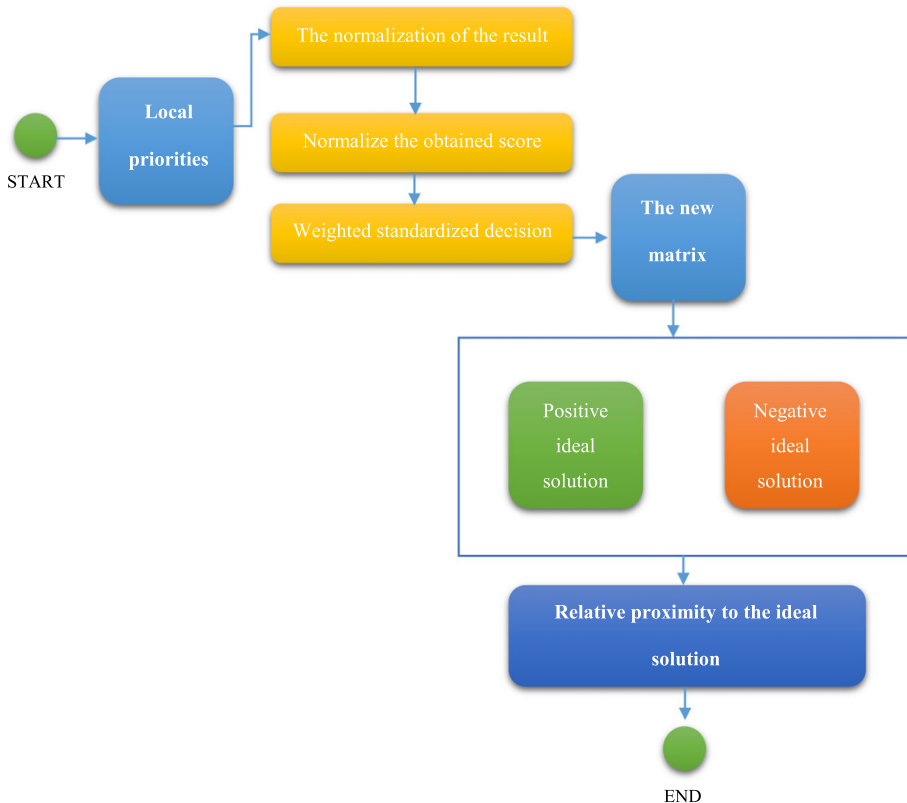 START
Local
priorities
The normalization of the result
Normalize the obtained score
Weighted standardized decision
The new
matrix
Positive
ideal
solution
Negative
ideal
solution
Relative proximity to the ideal
solution
END